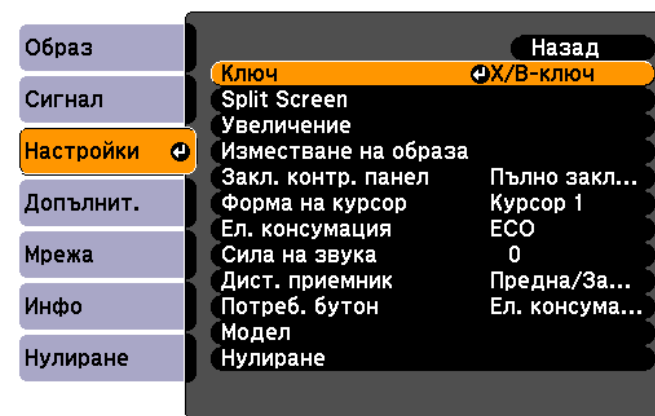 Образ
Сигнал
Настройки
Допълнит.
Мрежа
Инфо
Нулиране
Назад
Ключ Х/В-ключ
Split Screen
Увеличение
Изместване на образа
Закл. контр. панел Пълно закл...
Форма на курсор Курсор 1
Ел. консумация ECO
Сила на звука 0
Дист. приемник Предна/За...
Потреб. бутон Ел. консума...
Модел
Нулиране